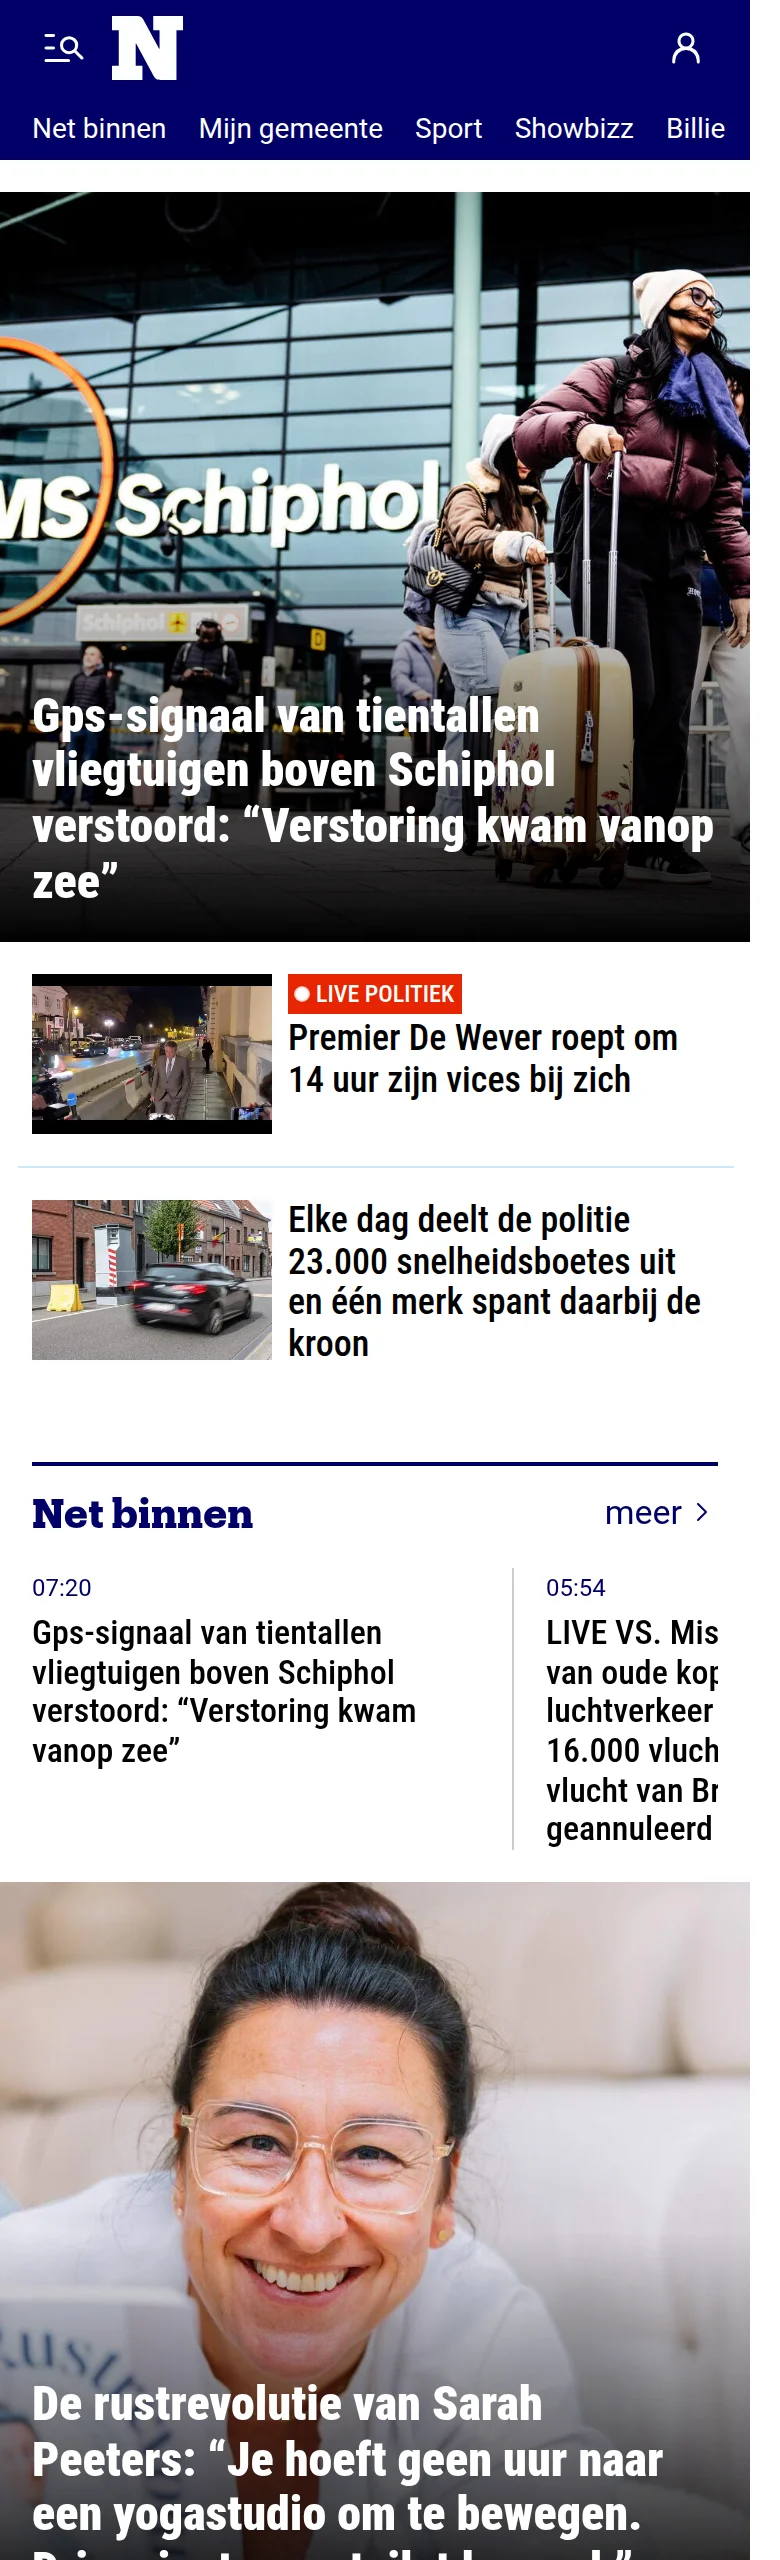 N
Net binnen Mijn gemeente Sport Showbizz Billie
MS Schiphol
Schiphol
D
Gps-signaal van tientallen
vliegtuigen boven Schiphol
verstoord: “Verstoring kwam vanop
zee”
LIVE POLITIEK
Premier De Wever roept om
14 uur zijn vices bij zich
Elke dag deelt de politie
23.000 snelheidsboetes uit
en één merk spant daarbij de
kroon
Net binnen
meer
07:20
Gps-signaal van tientallen
vliegtuigen boven Schiphol
verstoord: “Verstoring kwam
vanop zee”
05:54
LIVE VS. Mis
van oude kop
luchtverkeer
16.000 vluch
vlucht van Br
geannuleerd
De rustrevolutie van Sarah
Peeters: “Je hoeft geen uur naar
een yogastudio om te bewegen.